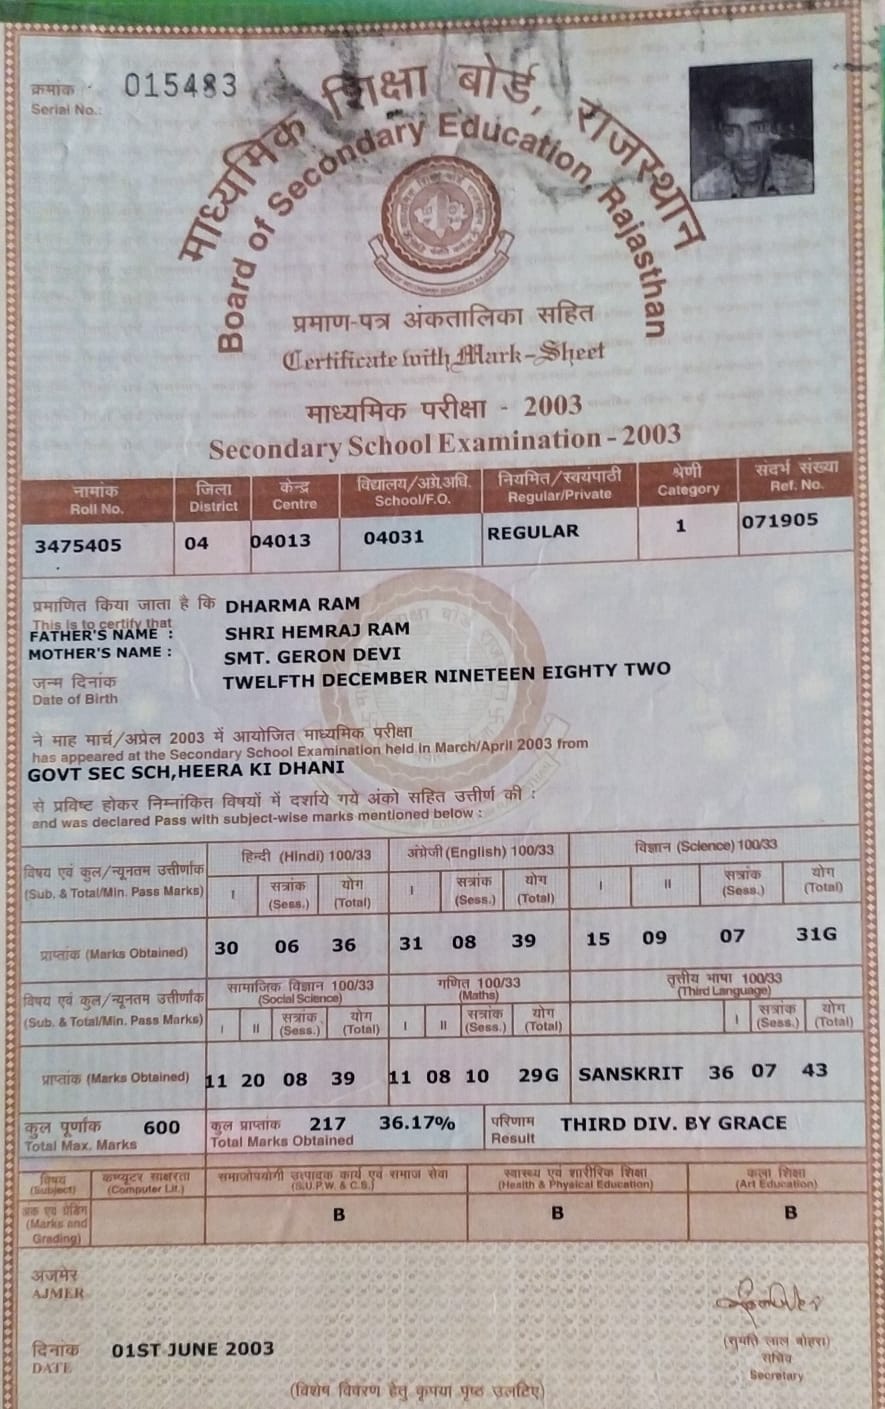 क्रमांक 015483
Serial No.:
माध्यमिक शिक्षा बोर्ड, राजस्थान
Board of Secondary Education, Rajasthan
प्रमाण-पत्र अंकतालिका सहित
Certificate with Mark-Sheet
माध्यमिक परीक्षा - 2003
Secondary School Examination - 2003
नामांक जिला केन्द्र विद्यालय/अग्रे.अधि. नियमित/स्वयंपाठी श्रेणी संदर्भ संख्या
Roll No. District Centre School/F.O. Regular/Private Category Ref. No.
3475405 04 04013 04031 REGULAR 1 071905
प्रमाणित किया जाता है कि DHARMA RAM
This is to certify that
FATHER'S NAME : SHRI HEMRAJ RAM
MOTHER'S NAME : SMT. GERON DEVI
जन्म दिनांक TWELFTH DECEMBER NINETEEN EIGHTY TWO
Date of Birth
ने माह मार्च/अप्रेल 2003 में आयोजित माध्यमिक परीक्षा
has appeared at the Secondary School Examination held in March/April 2003 from
GOVT SEC SCH,HEERA KI DHANI
से प्रविष्ट होकर निम्नांकित विषयों में दर्शाये गये अंको सहित उत्तीर्ण की :
and was declared Pass with subject-wise marks mentioned below :
विषय एवं कुल/न्यूनतम उत्तीर्णांक हिन्दी (Hindi) 100/33 अंग्रेजी (English) 100/33 विज्ञान (Science) 100/33
(Sub. & Total/Min. Pass Marks) I सत्रांक (Sess.) योग (Total) I सत्रांक (Sess.) योग (Total) I II सत्रांक (Sess.) योग (Total)
प्राप्तांक (Marks Obtained) 30 06 36 31 08 39 15 09 07 31G
विषय एवं कुल/न्यूनतम उत्तीर्णांक सामाजिक विज्ञान 100/33 (Social Science) गणित 100/33 (Maths) तृतीय भाषा 100/33 (Third Language)
(Sub. & Total/Min. Pass Marks) I II सत्रांक (Sess.) योग (Total) I II सत्रांक (Sess.) योग (Total) I सत्रांक (Sess.) योग (Total)
प्राप्तांक (Marks Obtained) 11 20 08 39 11 08 10 29G SANSKRIT 36 07 43
कुल पूर्णांक 600 कुल प्राप्तांक 217 36.17% परिणाम THIRD DIV. BY GRACE
Total Max. Marks Total Marks Obtained Result
विषय कम्प्यूटर साक्षरता समाजोपयोगी उत्पादक कार्य एवं समाज सेवा स्वास्थ्य एवं शारीरिक शिक्षा कला शिक्षा
(Subject) (Computer Lit.) (S.U.P.W. & C.S.) (Health & Physical Education) (Art Education)
अंक एवं ग्रेडिंग
(Marks and Grading) B B B
अजमेर
AJMER
दिनांक 01ST JUNE 2003
DATE
(सुमति लाल बोहरा)
सचिव
Secretary
(विशेष विवरण हेतु कृपया पृष्ठ उलटिए)